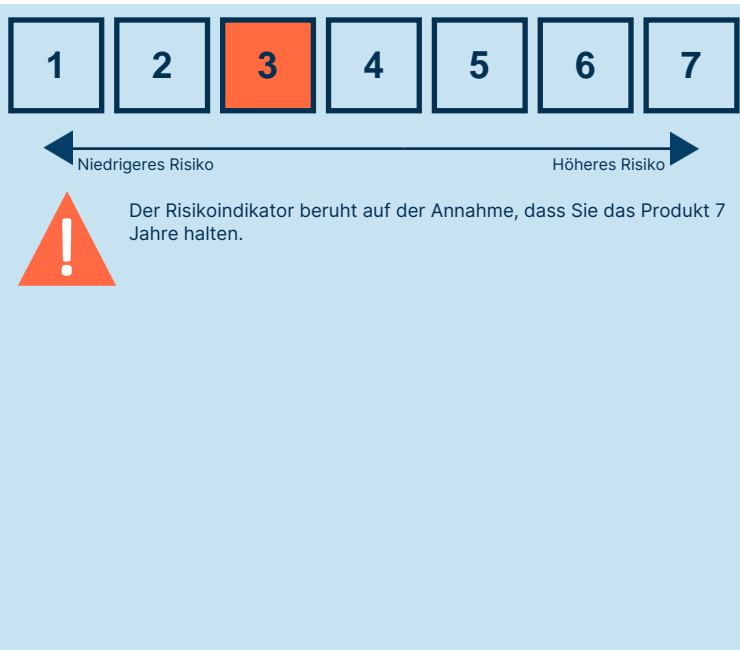 1 2 3 4 5 6 7
Niedrigeres Risiko Höheres Risiko
Der Risikoindikator beruht auf der Annahme, dass Sie das Produkt 7
Jahre halten.
!